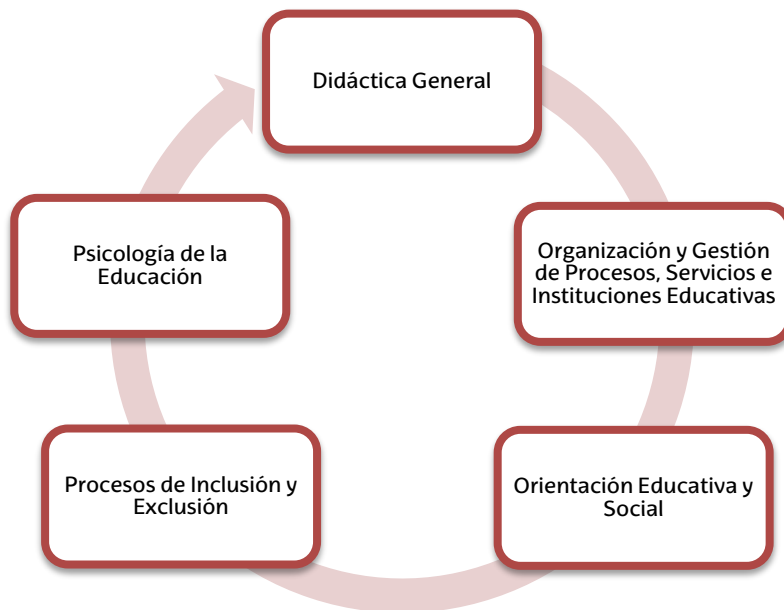 Didáctica General
Organización y Gestión
de Procesos, Servicios e
Instituciones Educativas
Orientación Educativa y
Social
Procesos de Inclusión y
Exclusión
Psicología de la
Educación